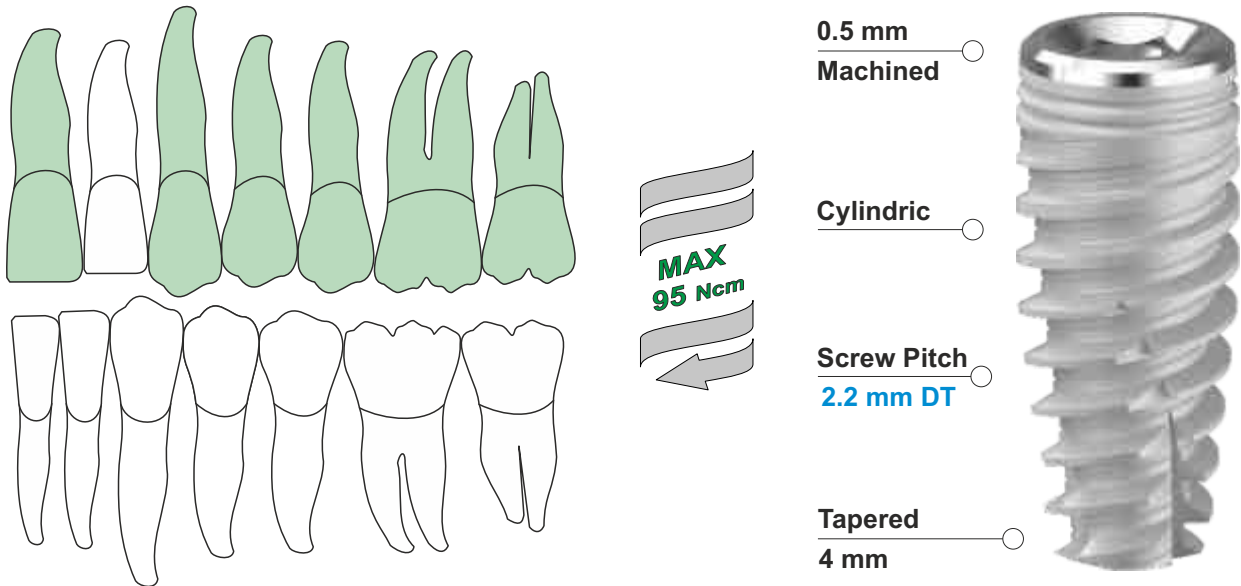 0.5 mm
Machined
Cylindric
MAX
95 Ncm
Screw Pitch
2.2 mm DT
Tapered
4 mm